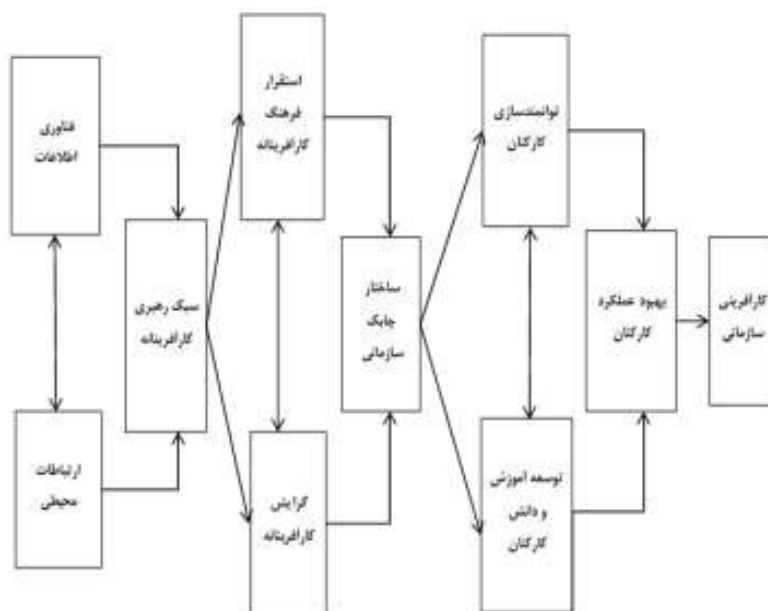 فناوری
اطلاعات
ارتباطات
محیطی
سبک رهبری
کارآفرینانه
استقرار
فرهنگ
کارآفرینانه
گرایش
کارآفرینانه
ساختار
چابک
سازمانی
توانمندسازی
کارکنان
توسعه آموزش
و دانش
کارکنان
بهبود عملکرد
کارکنان
کارآفرینی
سازمانی